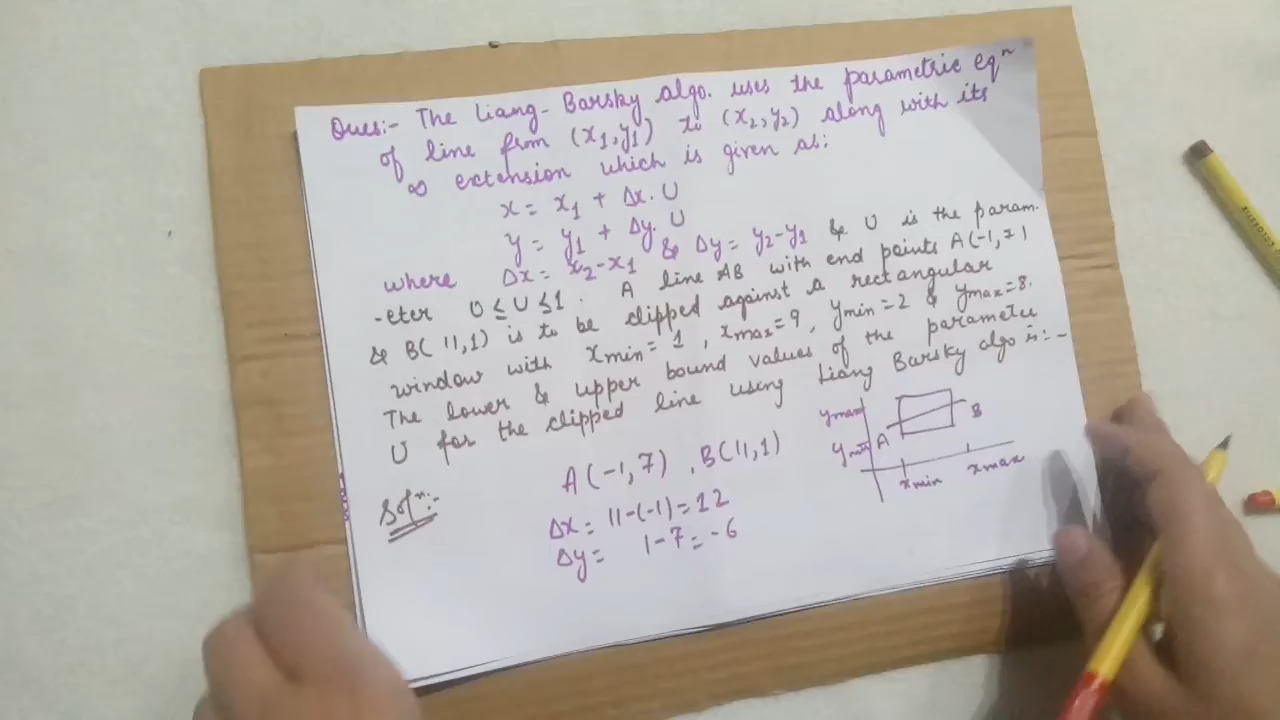 Ques:- The Liang-Barsky algo. uses the parametric eqn
of line from (x1,y1) to (x2,y2) along with its
∞ extension which is given as:
x = x1 + Δx. U
y = y1 + Δy. U
where Δx = x2-x1 & Δy = y2-y1 & U is the param-
-eter 0 ≤ U ≤ 1. A line AB with end points A(-1,7)
& B(11,1) is to be clipped against a rectangular
window with xmin = 1, xmax = 9, ymin = 2 & ymax = 8.
The lower & upper bound values of the parameter
U for the clipped line using Liang Barsky algo is:-
Soln:-
A(-1,7), B(11,1)
Δx = 11-(-1) = 12
Δy = 1-7 = -6
ymax
ymin
A
B
xmin
xmax